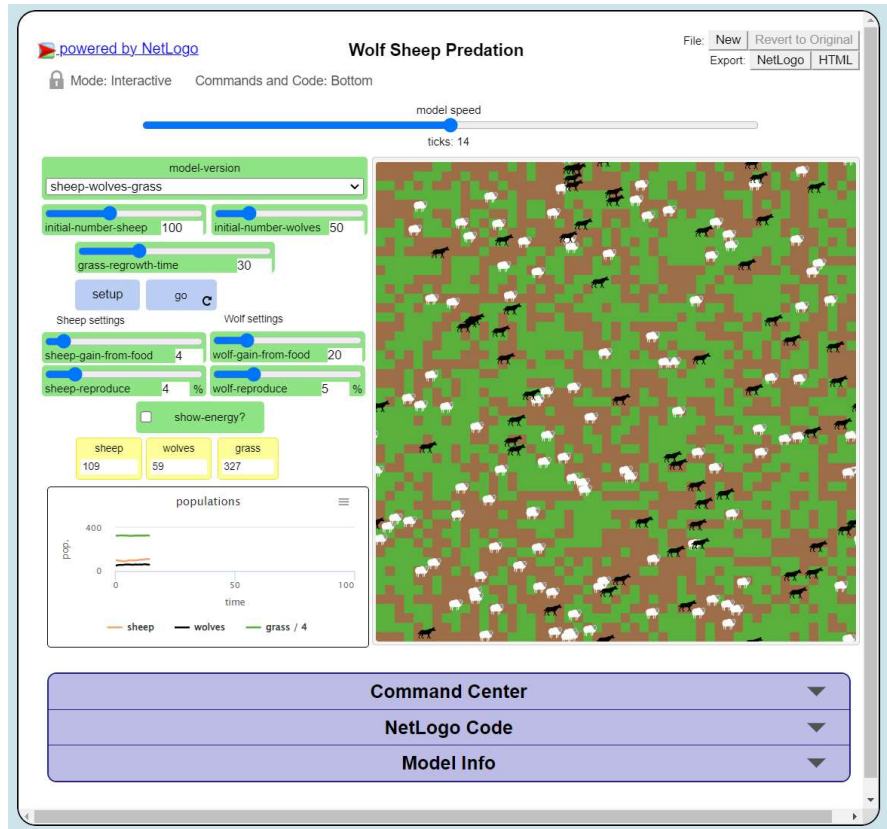 powered by NetLogo
Wolf Sheep Predation
File: New Revert to Original
Export: NetLogo HTML
Mode: Interactive Commands and Code: Bottom
model speed
ticks: 14
model-version
sheep-wolves-grass
initial-number-sheep 100 initial-number-wolves 50
grass-regrowth-time 30
setup go
Sheep settings Wolf settings
sheep-gain-from-food 4 wolf-gain-from-food 20
sheep-reproduce 4 % wolf-reproduce 5 %
show-energy?
sheep wolves grass
109 59 327
populations
400
pop.
0
0 50 100
time
sheep wolves grass / 4
Command Center
NetLogo Code
Model Info